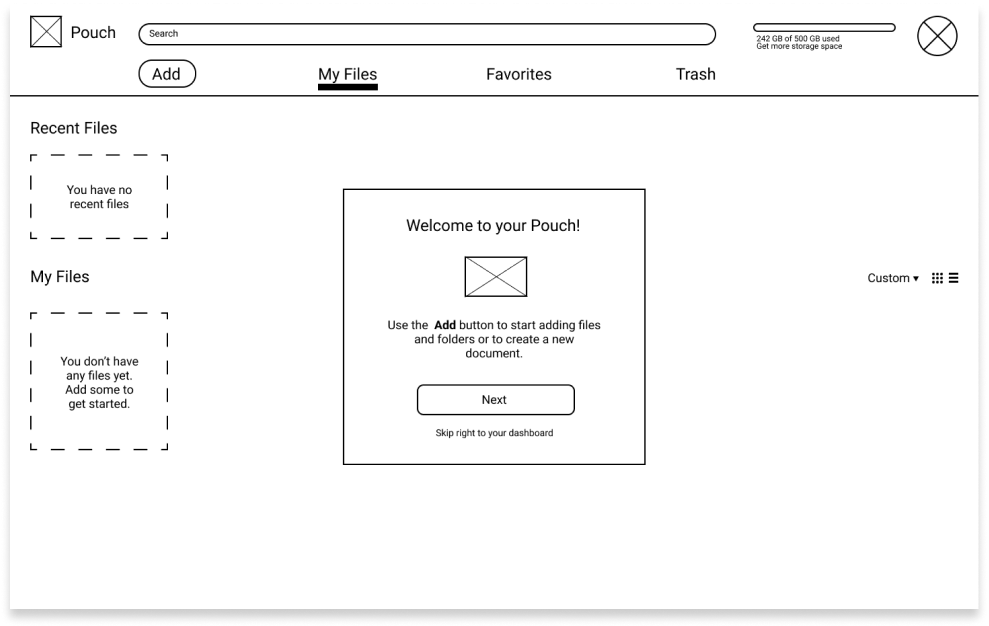 Pouch
Search
242 GB of 500 GB used
Get more storage space
Add
My Files
Favorites
Trash
Recent Files
You have no
recent files
Welcome to your Pouch!
Use the Add button to start adding files
and folders or to create a new
document.
Next
Skip right to your dashboard
My Files
Custom
You don't have
any files yet.
Add some to
get started.